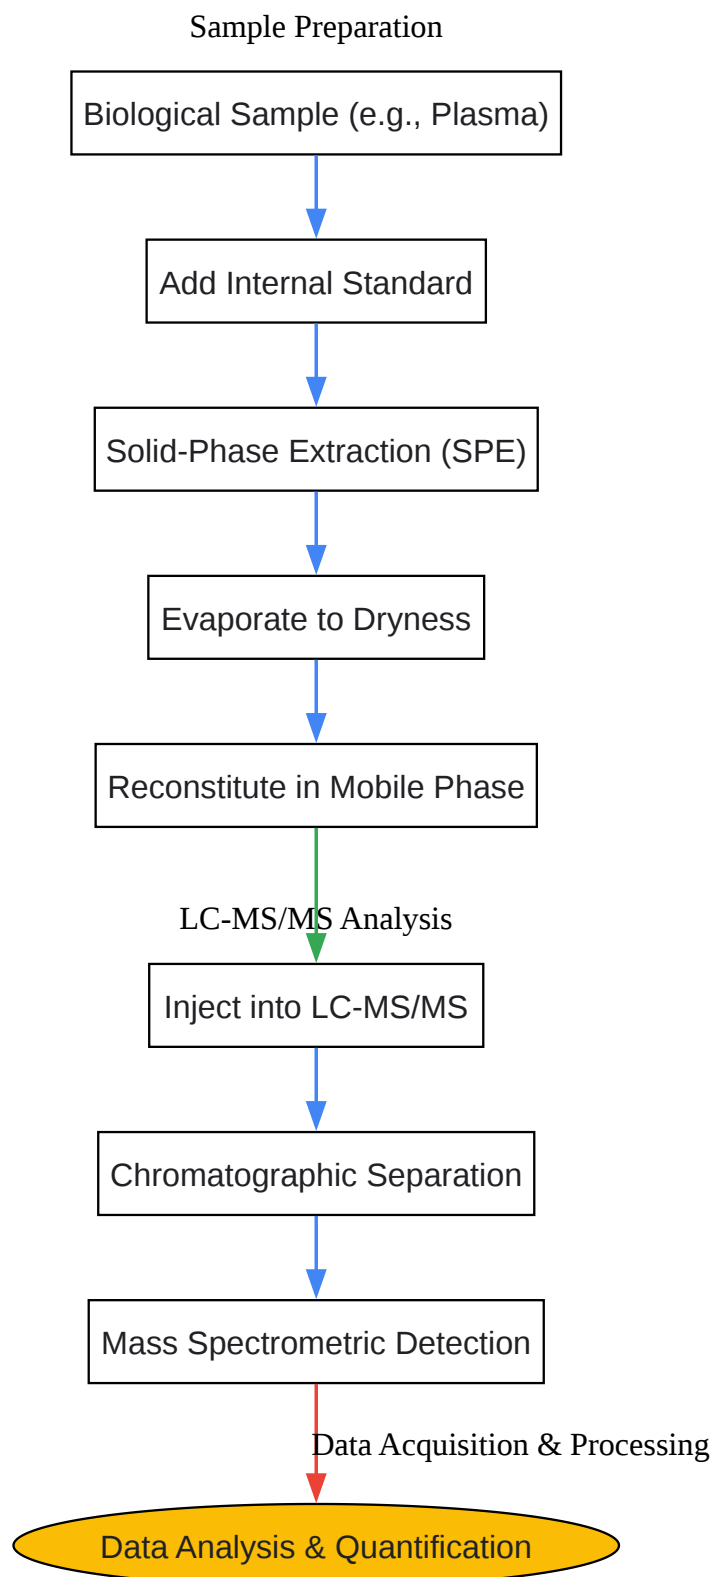 Sample Preparation
Biological Sample (e.g., Plasma)
Add Internal Standard
Solid-Phase Extraction (SPE)
Evaporate to Dryness
Reconstitute in Mobile Phase
LC-MS/MS Analysis
Inject into LC-MS/MS
Chromatographic Separation
Mass Spectrometric Detection
Data Acquisition & Processing
Data Analysis & Quantification